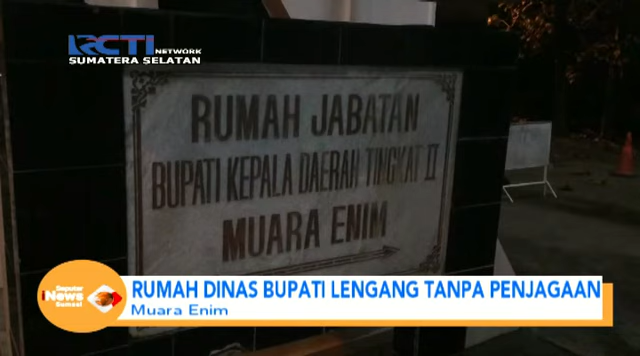 RCTI NETWORK
SUMATERA SELATAN
RUMAH JABATAN
BUPATI KEPALA DAERAH TINGKAT II
MUARA ENIM
Seputar
iNews
Sumsel
RUMAH DINAS BUPATI LENGANG TANPA PENJAGAAN
Muara Enim